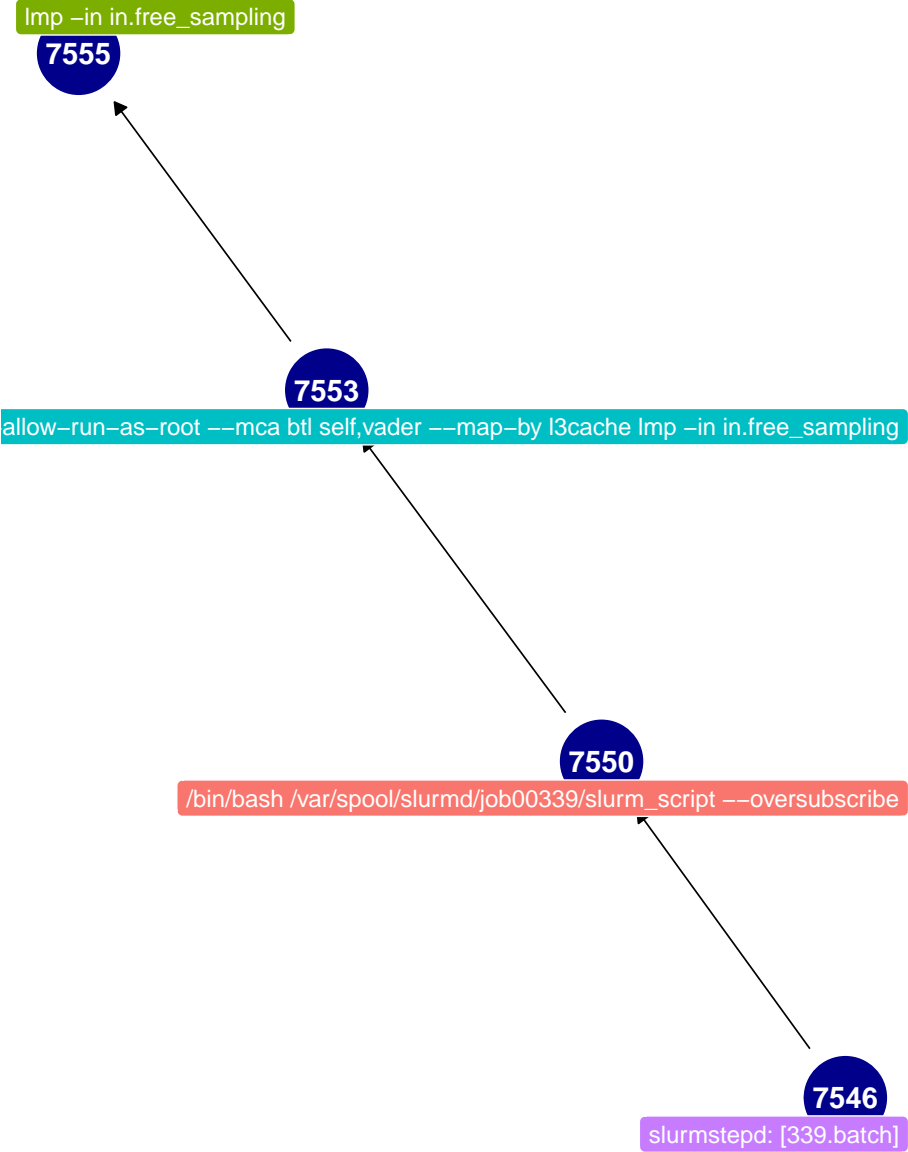 lmp −in in.free_sampling
7555
7553
allow−run−as−root −−mca btl self,vader −−map−by l3cache lmp −in in.free_sampling
7550
/bin/bash /var/spool/slurmd/job00339/slurm_script −−oversubscribe
7546
slurmstepd: [339.batch]